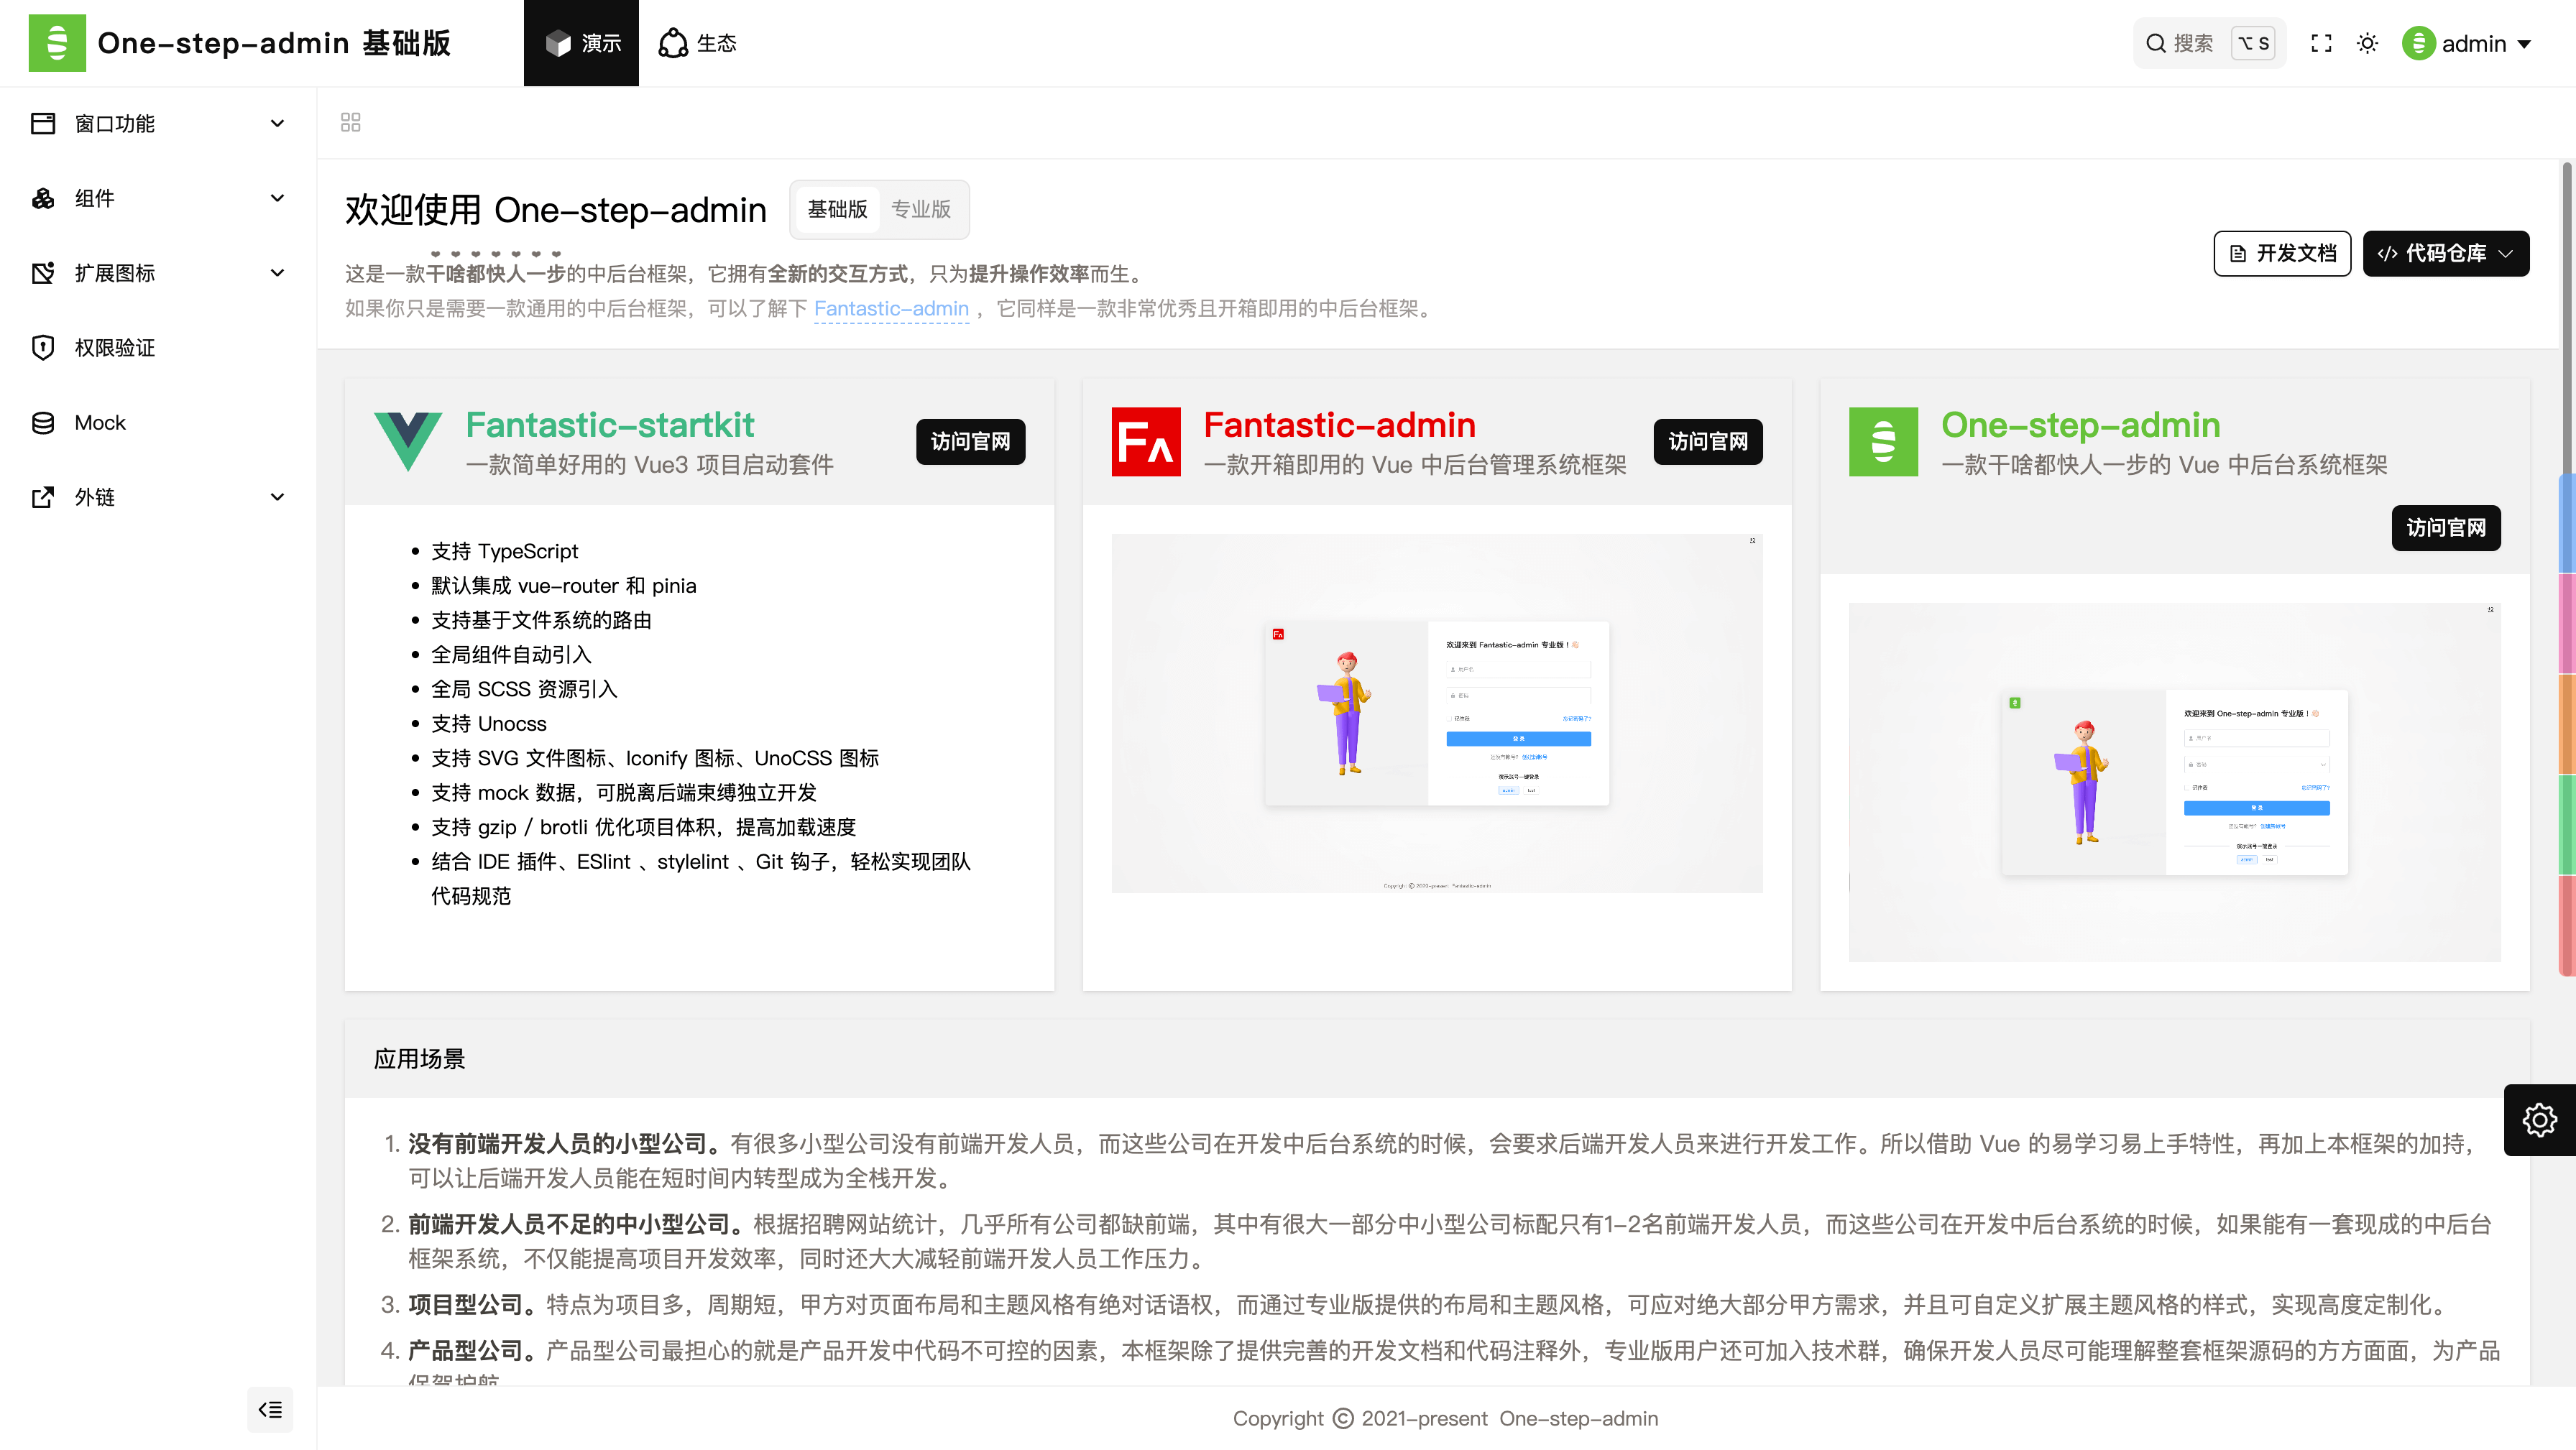 One-step-admin 基础版
演示
生态
搜索
⌥ S
admin
窗口功能
组件
扩展图标
权限验证
Mock
外链
欢迎使用 One-step-admin
基础版
专业版
这是一款干啥都快人一步的中后台框架，它拥有全新的交互方式，只为提升操作效率而生。
如果你只是需要一款通用的中后台框架，可以了解下 Fantastic-admin ，它同样是一款非常优秀且开箱即用的中后台框架。
开发文档
代码仓库
Fantastic-startkit
一款简单好用的 Vue3 项目启动套件
访问官网
支持 TypeScript
默认集成 vue-router 和 pinia
支持基于文件系统的路由
全局组件自动引入
全局 SCSS 资源引入
支持 Unocss
支持 SVG 文件图标、Iconify 图标、UnoCSS 图标
支持 mock 数据，可脱离后端束缚独立开发
支持 gzip / brotli 优化项目体积，提高加载速度
结合 IDE 插件、ESlint 、stylelint 、Git 钩子，轻松实现团队
代码规范
Fantastic-admin
一款开箱即用的 Vue 中后台管理系统框架
访问官网
欢迎来到 Fantastic-admin 专业版！
登录
演示账号一键登录
Copyright © 2020-present Fantastic-admin
One-step-admin
一款干啥都快人一步的 Vue 中后台系统框架
访问官网
欢迎来到 One-step-admin 专业版！
登录
演示账号一键登录
应用场景
1. 没有前端开发人员的小型公司。有很多小型公司没有前端开发人员，而这些公司在开发中后台系统的时候，会要求后端开发人员来进行开发工作。所以借助 Vue 的易学习易上手特性，再加上本框架的加持，
可以让后端开发人员能在短时间内转型成为全栈开发。
2. 前端开发人员不足的中小型公司。根据招聘网站统计，几乎所有公司都缺前端，其中有很大一部分中小型公司标配只有1-2名前端开发人员，而这些公司在开发中后台系统的时候，如果能有一套现成的中后台
框架系统，不仅能提高项目开发效率，同时还大大减轻前端开发人员工作压力。
3. 项目型公司。特点为项目多，周期短，甲方对页面布局和主题风格有绝对话语权，而通过专业版提供的布局和主题风格，可应对绝大部分甲方需求，并且可自定义扩展主题风格的样式，实现高度定制化。
4. 产品型公司。产品型公司最担心的就是产品开发中代码不可控的因素，本框架除了提供完善的开发文档和代码注释外，专业版用户还可加入技术群，确保开发人员尽可能理解整套框架源码的方方面面，为产品
保驾护航
Copyright © 2021-present One-step-admin